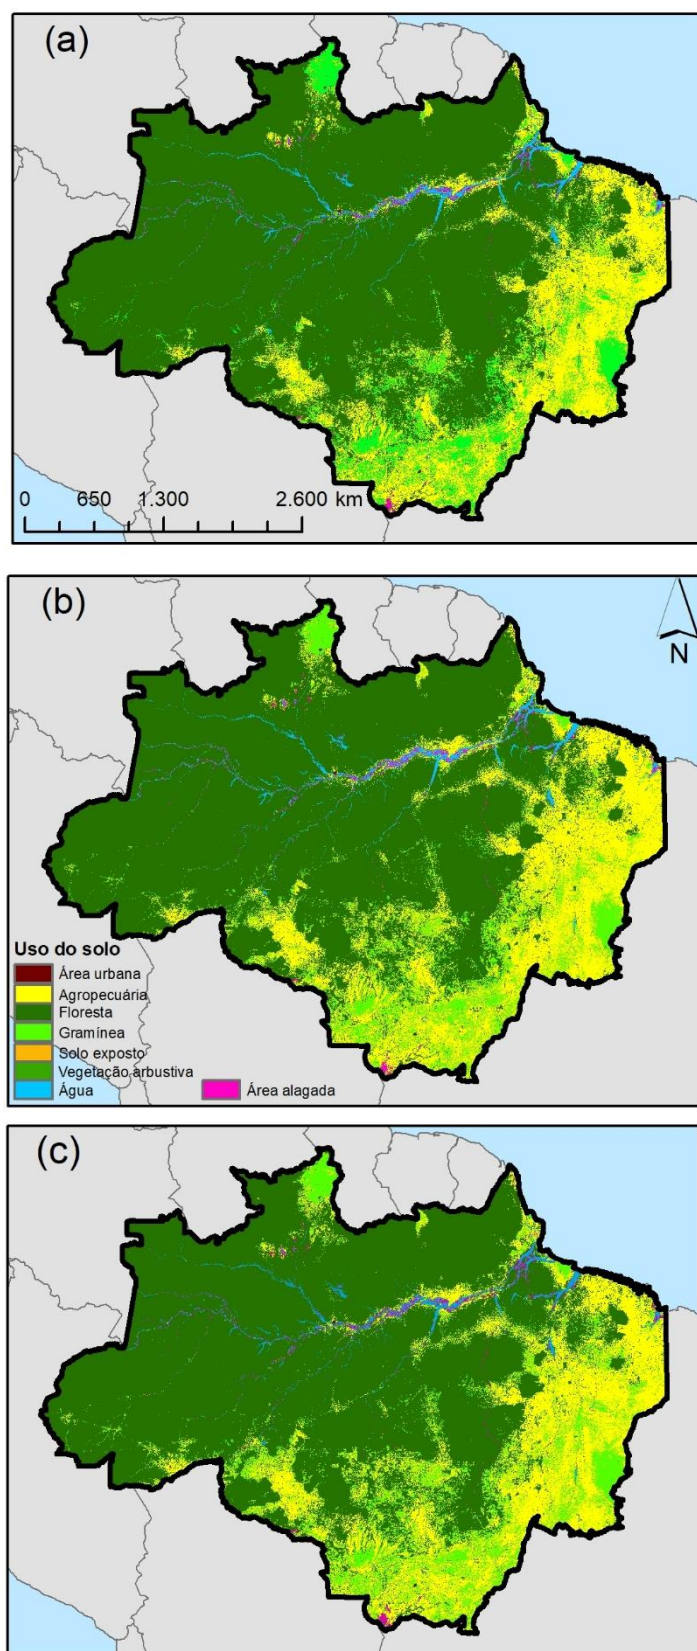 (a)
0 650 1.300 2.600 km
(b)
N
Uso do solo
Área urbana
Agropecuária
Floresta
Gramínea
Solo exposto
Vegetação arbustiva
Água Área alagada
(c)